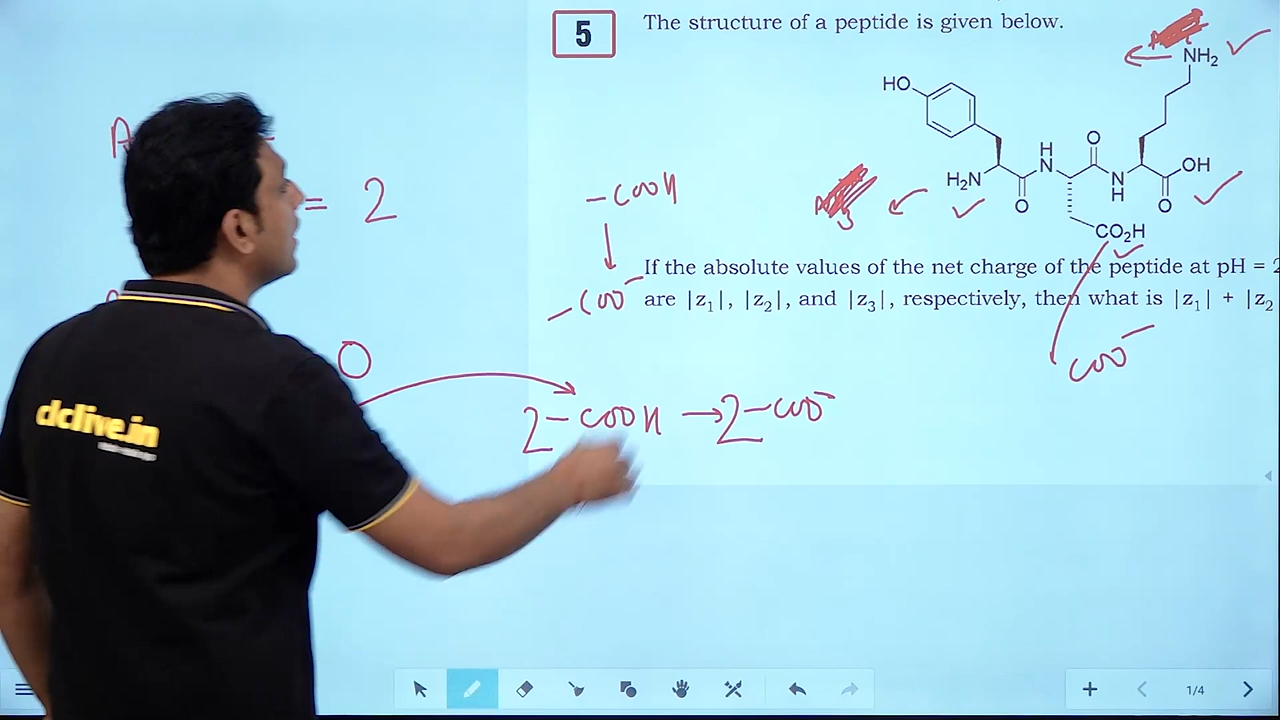 5
The structure of a peptide is given below.
NH2
HO
O
H
N
OH
H2N
O
N
H
O
CO2H
If the absolute values of the net charge of the peptide at pH = 2
are |z1|, |z2|, and |z3|, respectively, then what is |z1| + |z2
A
= 2
-COOH
-COO-
COO-
0
2-COOH → 2-COO-
dclive.in
1/4